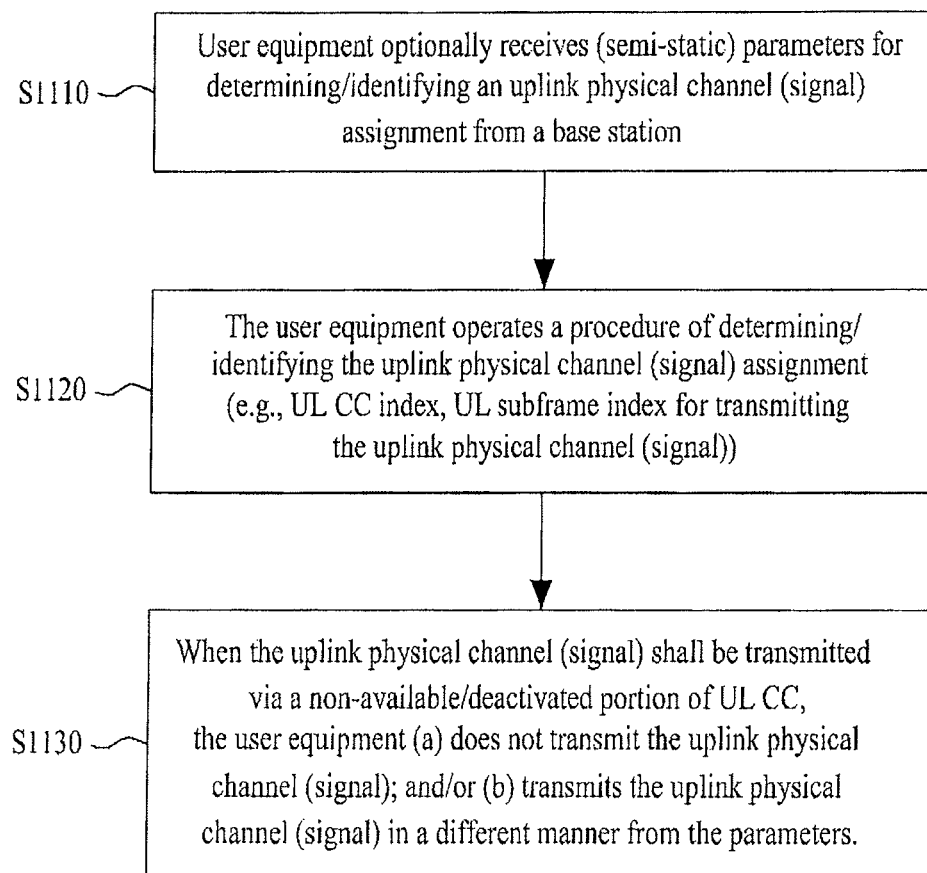 User equipment optionally receives (semi-static) parameters for
S1110
determining/identifying an uplink physical channel (signal)
assignment from a base station
The user equipment operates a procedure of determining/
identifying the uplink physical channel (signal) assignment
S1120
(e.g., UL CC index, UL subframe index for transmitting
the uplink physical channel (signal))
When the uplink physical channel (signal) shall be transmitted
via a non-available/deactivated portion of UL CC,
S1130
the user equipment (a) does not transmit the uplink physical
channel (signal); and/or (b) transmits the uplink physical
channel (signal) in a different manner from the parameters.